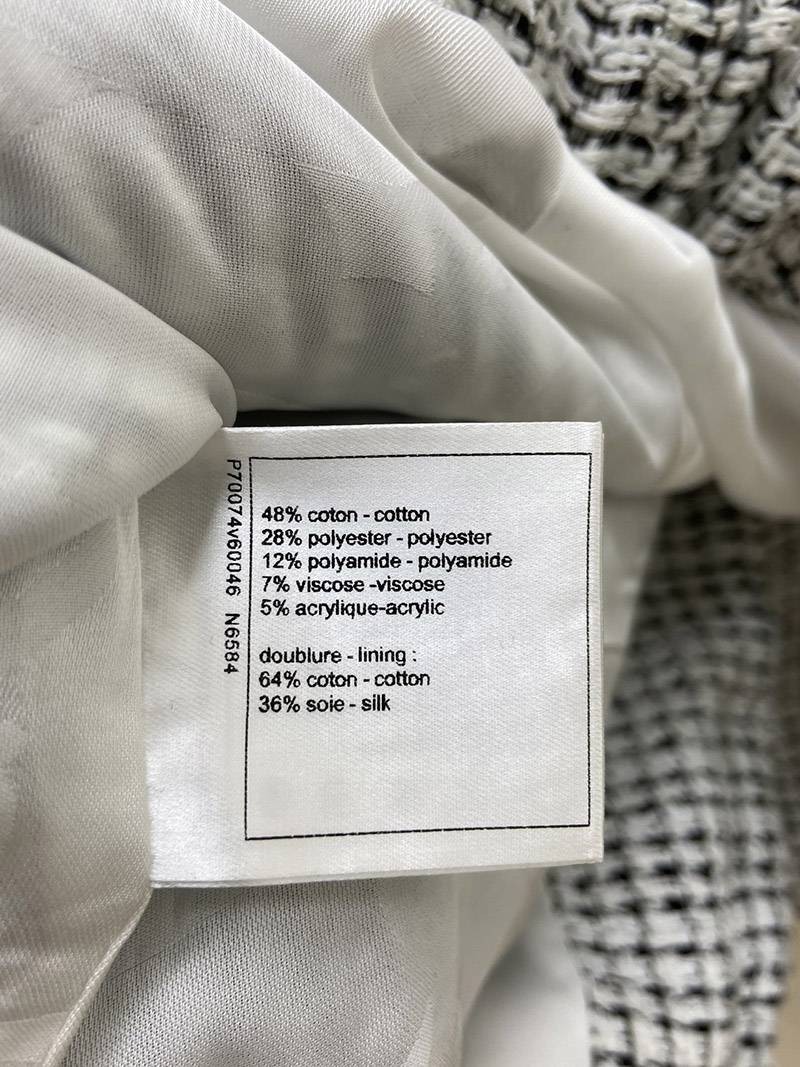 P70074v60046 N6584
48% coton - cotton
28% polyester - polyester
12% polyamide - polyamide
7% viscose -viscose
5% acrylique-acrylic
doublure - lining :
64% coton - cotton
36% soie - silk